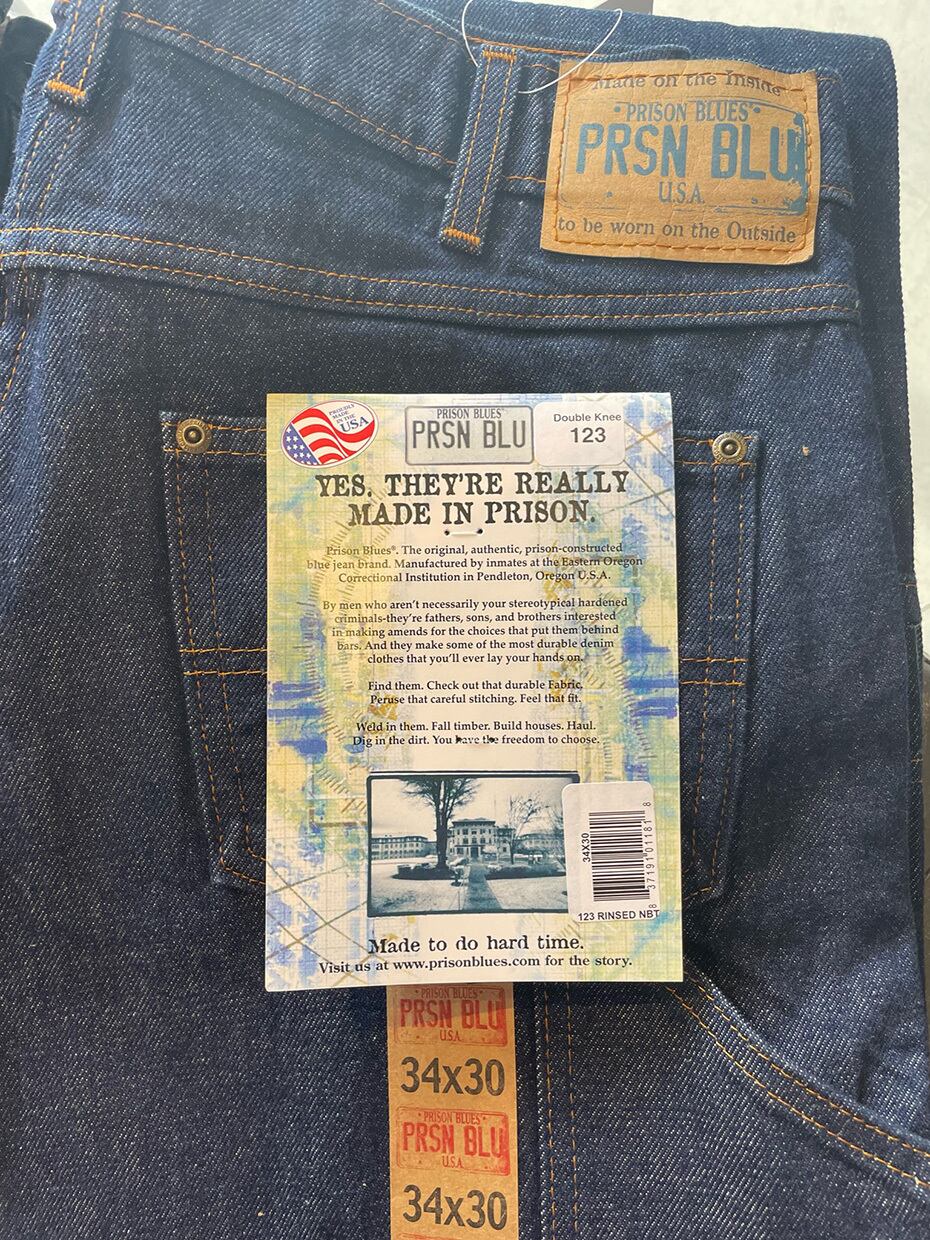 Made on the Inside
PRISON BLUES
PRSN BLU
U.S.A.
to be worn on the Outside
PROUDLY
MADE
IN THE
USA
PRISON BLUES
PRSN BLU
Double Knee
123
YES. THEY'RE REALLY
MADE IN PRISON.
Prison Blues®. The original, authentic, prison-constructed
blue jean brand. Manufactured by inmates at the Eastern Oregon
Correctional Institution in Pendleton, Oregon U.S.A.
By men who aren't necessarily your stereotypical hardened
criminals-they're fathers, sons, and brothers interested
in making amends for the choices that put them behind
bars. And they make some of the most durable denim
clothes that you'll ever lay your hands on.
Find them. Check out that durable Fabric.
Peruse that careful stitching. Feel that fit.
Weld in them. Fall timber. Build houses. Haul.
Dig in the dirt. You have the freedom to choose.
34X30
8 37191 01181 8
123 RINSED NBT
Made to do hard time.
Visit us at www.prisonblues.com for the story.
PRISON BLUES
PRSN BLU
U.S.A.
34x30
PRISON BLUES
PRSN BLU
U.S.A.
34x30